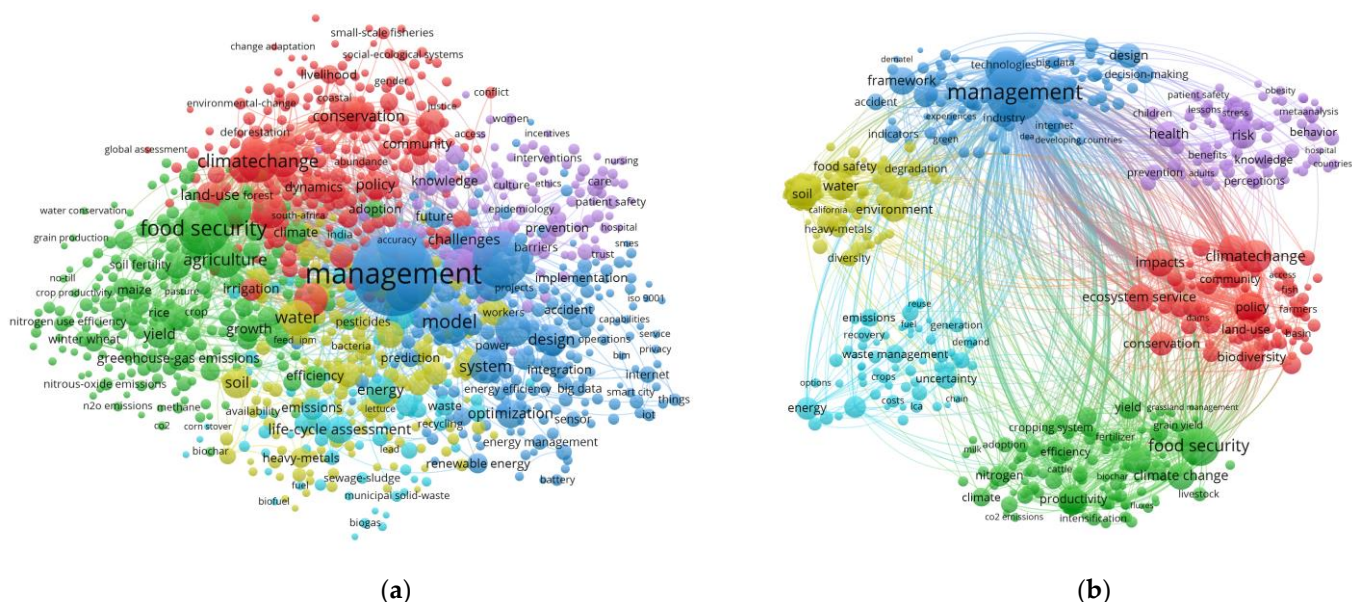 small-scale fisheries
change adaptation
social-ecological systems
livelihood
gender
coastal
conflict
environmental-change
justice
conservation
women
deforestation
access
incentives
community
global assessment
climatechange
abundance
interventions
nursing
land-use
forest
dynamics
policy
knowledge
culture
ethics
care
water conservation
south-africa
adoption
epidemiology
patient safety
grain production
food security
climate
india
future
prevention
hospital
accuracy
challenges
barriers
smes
trust
soil fertility
agriculture
no-till
management
implementation
crop productivity
maize
pasture
irrigation
projects
iso 9001
nitrogen use efficiency
rice
crop
water
workers
accident
capabilities
winter wheat
yield
growth
pesticides
model
service
feed
ipm
bacteria
power
design
operations
privacy
greenhouse-gas emissions
prediction
system
integration
bim
internet
nitrous-oxide emissions
soil
efficiency
energy
energy efficiency
big data
smart city
things
n2o emissions
methane
availability
emissions
lettuce
waste
optimization
sensor
iot
co2
corn stover
life-cycle assessment
recycling
energy management
biochar
heavy-metals
lead
renewable energy
fuel
sewage-sludge
battery
biofuel
municipal solid-waste
biogas
(a)
dematel
technologies
big data
design
framework
decision-making
accident
management
experiences
industry
internet
indicators
green
dea
developing countries
patient safety
obesity
children
lessons
stress
metaanalysis
health
risk
behavior
hospital
benefits
knowledge
countries
prevention
adults
perceptions
food safety
degradation
soil
water
california
environment
heavy-metals
diversity
climatechange
impacts
community
access
fish
ecosystem service
policy
farmers
dams
land-use
basin
conservation
biodiversity
reuse
emissions
fuel
generation
recovery
demand
waste management
options
crops
uncertainty
energy
costs
lca
chain
yield
grassland management
cropping system
grain yield
milk
adoption
fertilizer
efficiency
food security
cattle
nitrogen
biochar
climate change
climate
productivity
livestock
co2 emissions
fluxes
intensification
(b)